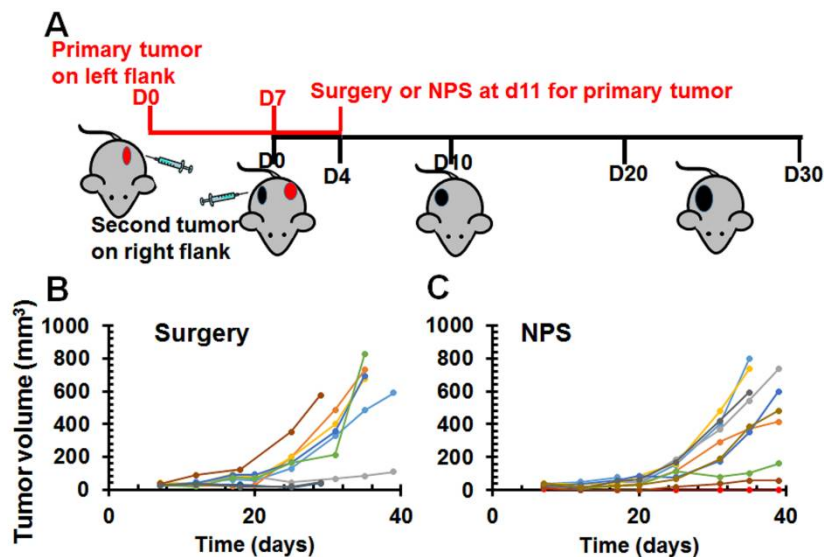 A
Primary tumor
on left flank
D0
D7
Surgery or NPS at d11 for primary tumor
D0
D4
D10
D20
D30
Second tumor
on right flank
B
C
Tumor volume (mm³)
1000
800
600
400
200
0
Surgery
0
20
40
Time (days)
1000
800
600
400
200
0
NPS
0
20
40
Time (days)